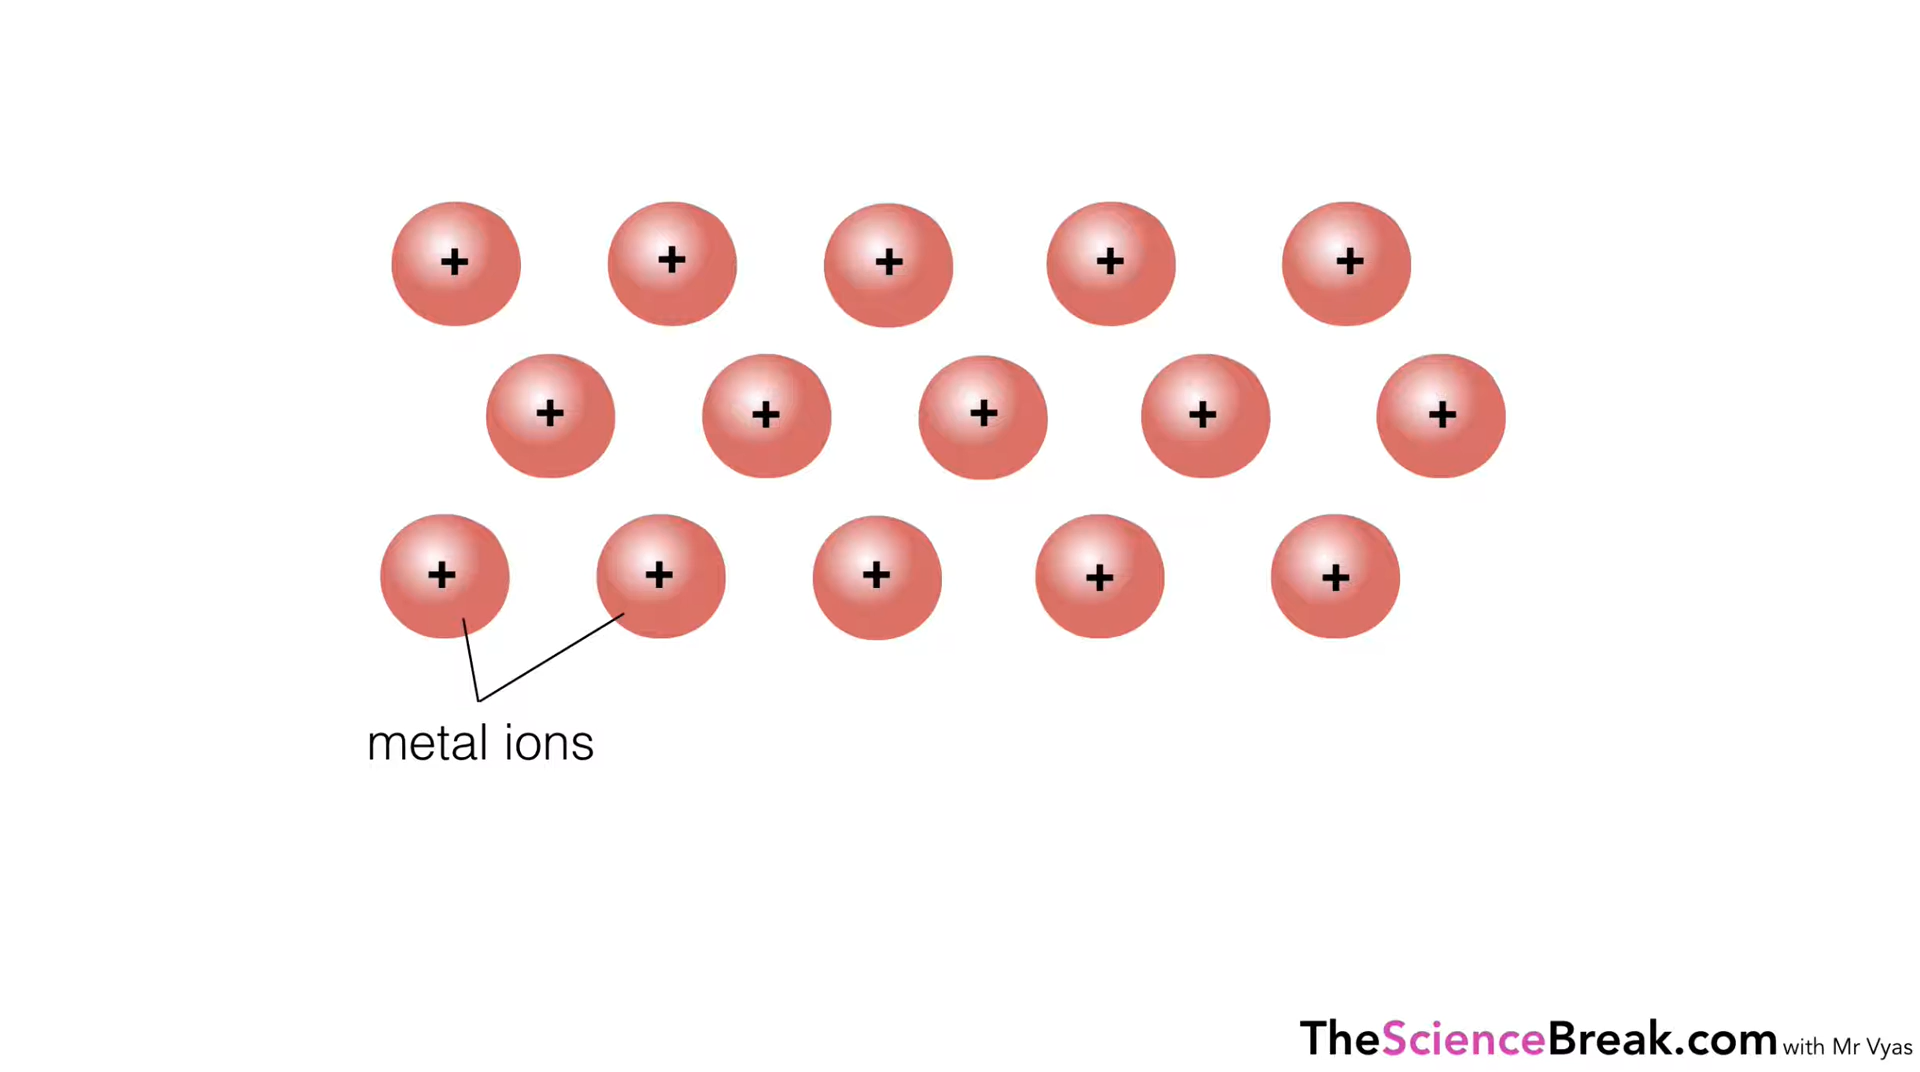 + + + + +
+ + + + +
+ + + + +
metal ions
TheScienceBreak.com with Mr Vyas